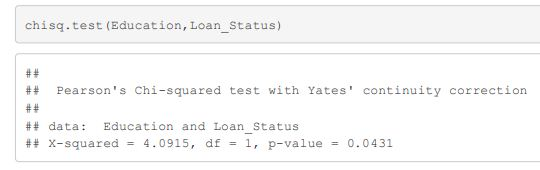 chisq.test(Education,Loan_Status)
##
##  Pearson's Chi-squared test with Yates' continuity correction
##
## data:  Education and Loan_Status
## X-squared = 4.0915, df = 1, p-value = 0.0431